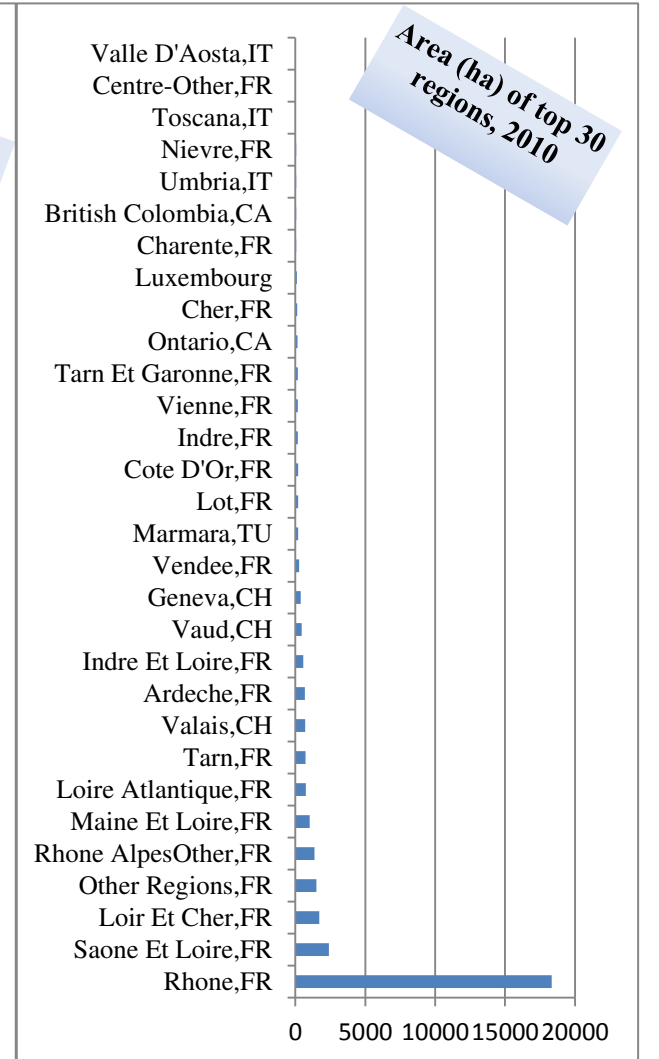 Area (ha) of top 30
regions, 2010
Valle D'Aosta,IT
Centre-Other,FR
Toscana,IT
Nievre,FR
Umbria,IT
British Colombia,CA
Charente,FR
Luxembourg
Cher,FR
Ontario,CA
Tarn Et Garonne,FR
Vienne,FR
Indre,FR
Cote D'Or,FR
Lot,FR
Marmara,TU
Vendee,FR
Geneva,CH
Vaud,CH
Indre Et Loire,FR
Ardeche,FR
Valais,CH
Tarn,FR
Loire Atlantique,FR
Maine Et Loire,FR
Rhone AlpesOther,FR
Other Regions,FR
Loir Et Cher,FR
Saone Et Loire,FR
Rhone,FR
0 5000 10000 15000 20000